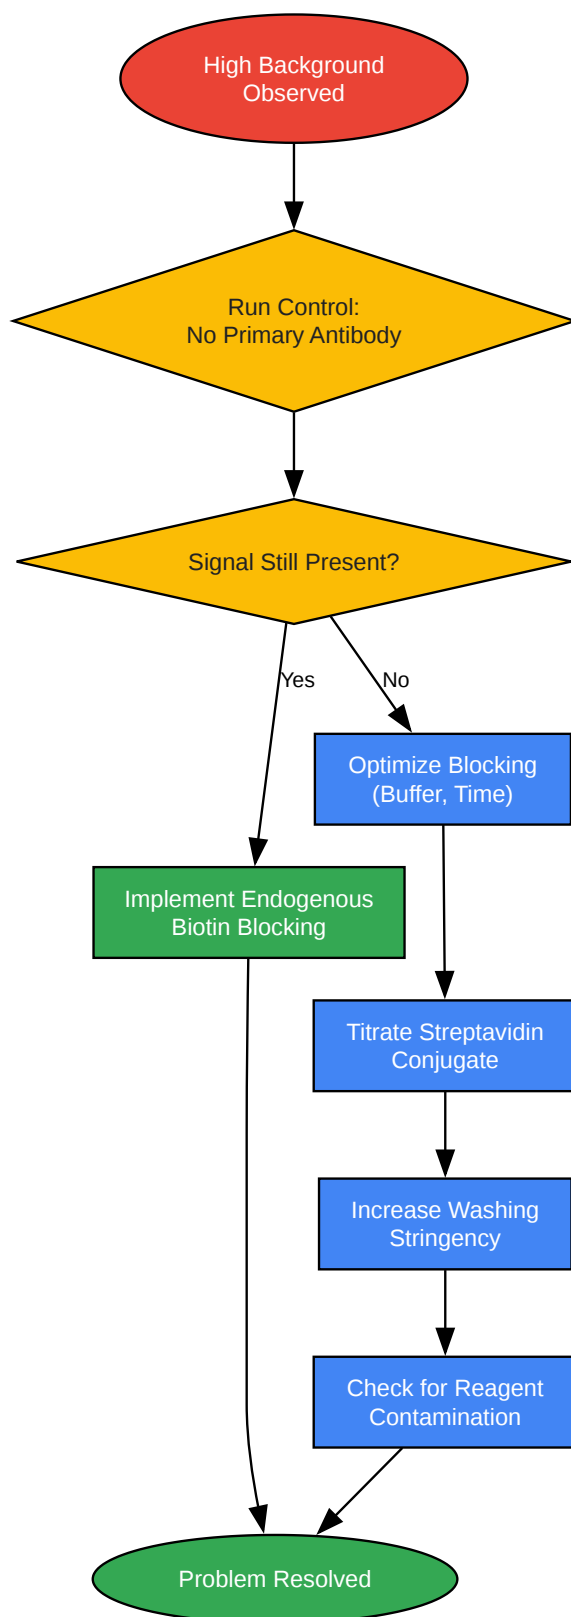 High Background
Observed
Run Control:
No Primary Antibody
Signal Still Present?
Yes
No
Optimize Blocking
(Buffer, Time)
Implement Endogenous
Biotin Blocking
Titrate Streptavidin
Conjugate
Increase Washing
Stringency
Check for Reagent
Contamination
Problem Resolved